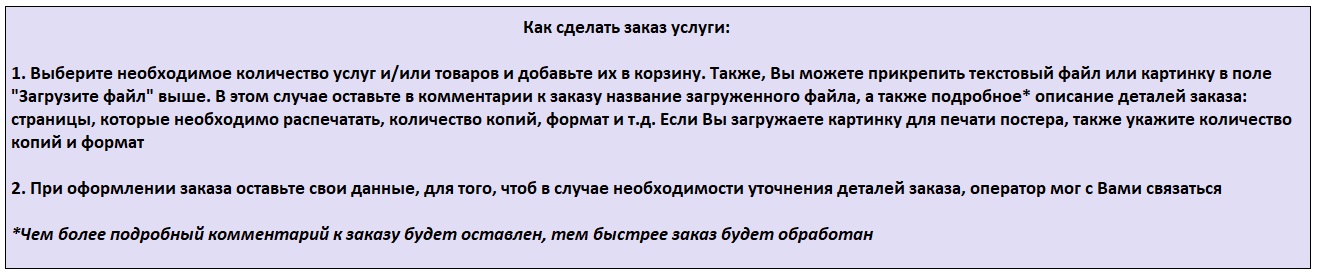 Как сделать заказ услуги:
1. Выберите необходимое количество услуг и/или товаров и добавьте их в корзину. Также, Вы можете прикрепить текстовый файл или картинку в поле
"Загрузите файл" выше. В этом случае оставьте в комментарии к заказу название загруженного файла, а также подробное* описание деталей заказа:
страницы, которые необходимо распечатать, количество копий, формат и т.д. Если Вы загружаете картинку для печати постера, также укажите количество
копий и формат
2. При оформлении заказа оставьте свои данные, для того, чтоб в случае необходимости уточнения деталей заказа, оператор мог с Вами связаться
*Чем более подробный комментарий к заказу будет оставлен, тем быстрее заказ будет обработан